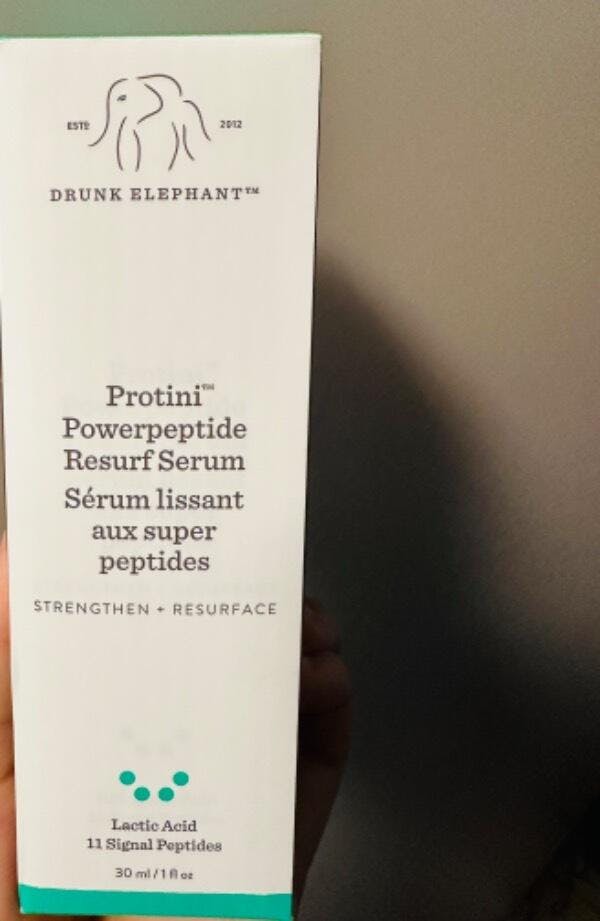 ESTD 2012
DRUNK ELEPHANT™
Protini™
Powerpeptide
Resurf Serum
Sérum lissant
aux super
peptides
STRENGTHEN + RESURFACE
Lactic Acid
11 Signal Peptides
30 ml / 1 fl oz